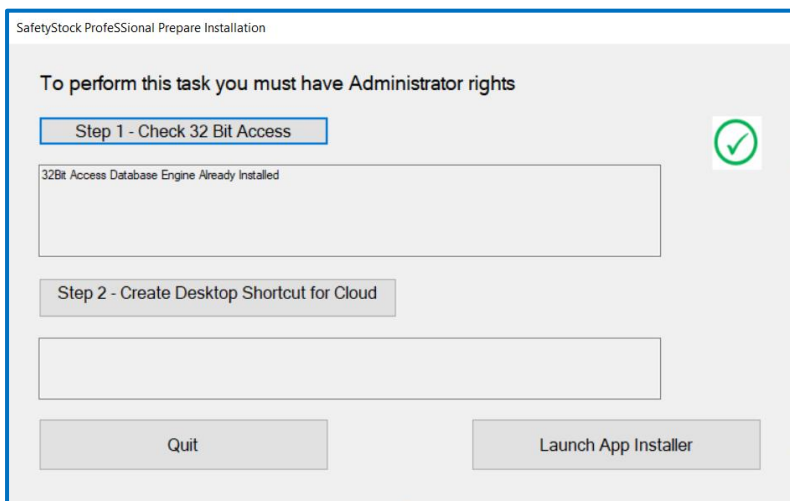 SafetyStock ProfeSSional Prepare Installation
To perform this task you must have Administrator rights
Step 1 - Check 32 Bit Access
32Bit Access Database Engine Already Installed
Step 2 - Create Desktop Shortcut for Cloud
Quit
Launch App Installer